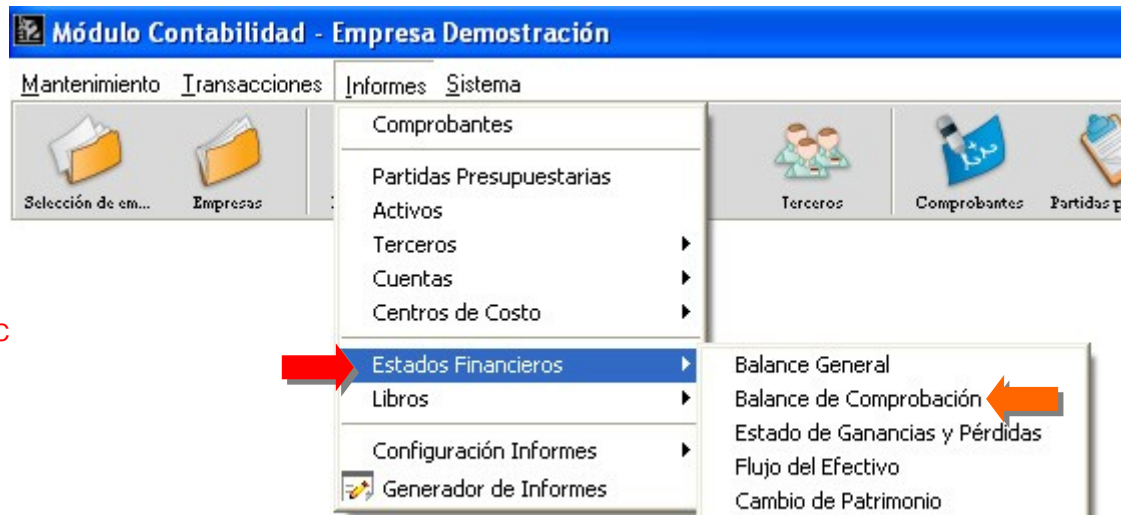 Módulo Contabilidad - Empresa Demostración
Mantenimiento Transacciones Informes Sistema
Selección de em... Empresas Terceros Comprobantes Partidas p
Comprobantes
Partidas Presupuestarias
Activos
Terceros
Cuentas
Centros de Costo
C
Estados Financieros
Libros
Configuración Informes
Generador de Informes
Balance General
Balance de Comprobación
Estado de Ganancias y Pérdidas
Flujo del Efectivo
Cambio de Patrimonio